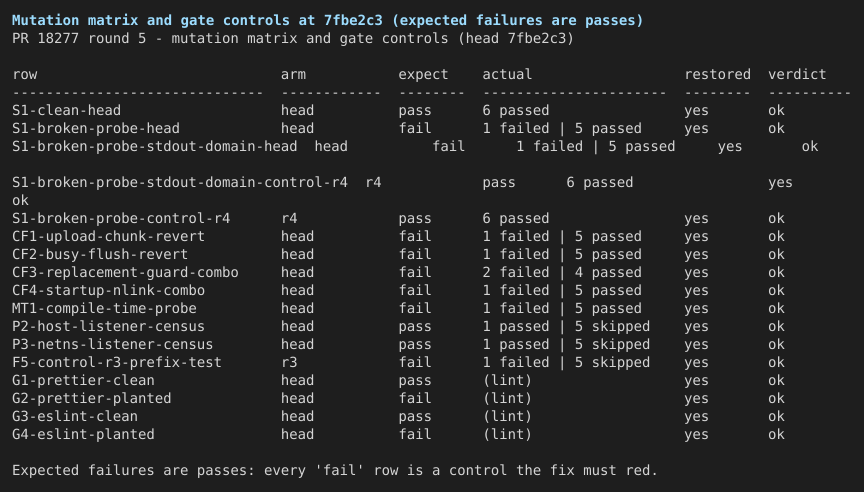 Mutation matrix and gate controls at 7fbe2c3 (expected failures are passes)
PR 18277 round 5 - mutation matrix and gate controls (head 7fbe2c3)
row                             arm           expect    actual                  restored  verdict
------------------------------  ------------  --------  ----------------------  --------  ----------
S1-clean-head                   head          pass      6 passed                yes       ok
S1-broken-probe-head            head          fail      1 failed | 5 passed     yes       ok
S1-broken-probe-stdout-domain-head  head          fail      1 failed | 5 passed     yes       ok
S1-broken-probe-stdout-domain-control-r4  r4            pass      6 passed                yes
ok
S1-broken-probe-control-r4      r4            pass      6 passed                yes       ok
CF1-upload-chunk-revert         head          fail      1 failed | 5 passed     yes       ok
CF2-busy-flush-revert           head          fail      1 failed | 5 passed     yes       ok
CF3-replacement-guard-combo     head          fail      2 failed | 4 passed     yes       ok
CF4-startup-nlink-combo         head          fail      1 failed | 5 passed     yes       ok
MT1-compile-time-probe          head          fail      1 failed | 5 passed     yes       ok
P2-host-listener-census         head          pass      1 passed | 5 skipped    yes       ok
P3-netns-listener-census        head          pass      1 passed | 5 skipped    yes       ok
F5-control-r3-prefix-test       r3            fail      1 failed | 5 skipped    yes       ok
G1-prettier-clean               head          pass      (lint)                  yes       ok
G2-prettier-planted             head          fail      (lint)                  yes       ok
G3-eslint-clean                 head          pass      (lint)                  yes       ok
G4-eslint-planted               head          fail      (lint)                  yes       ok
Expected failures are passes: every 'fail' row is a control the fix must red.